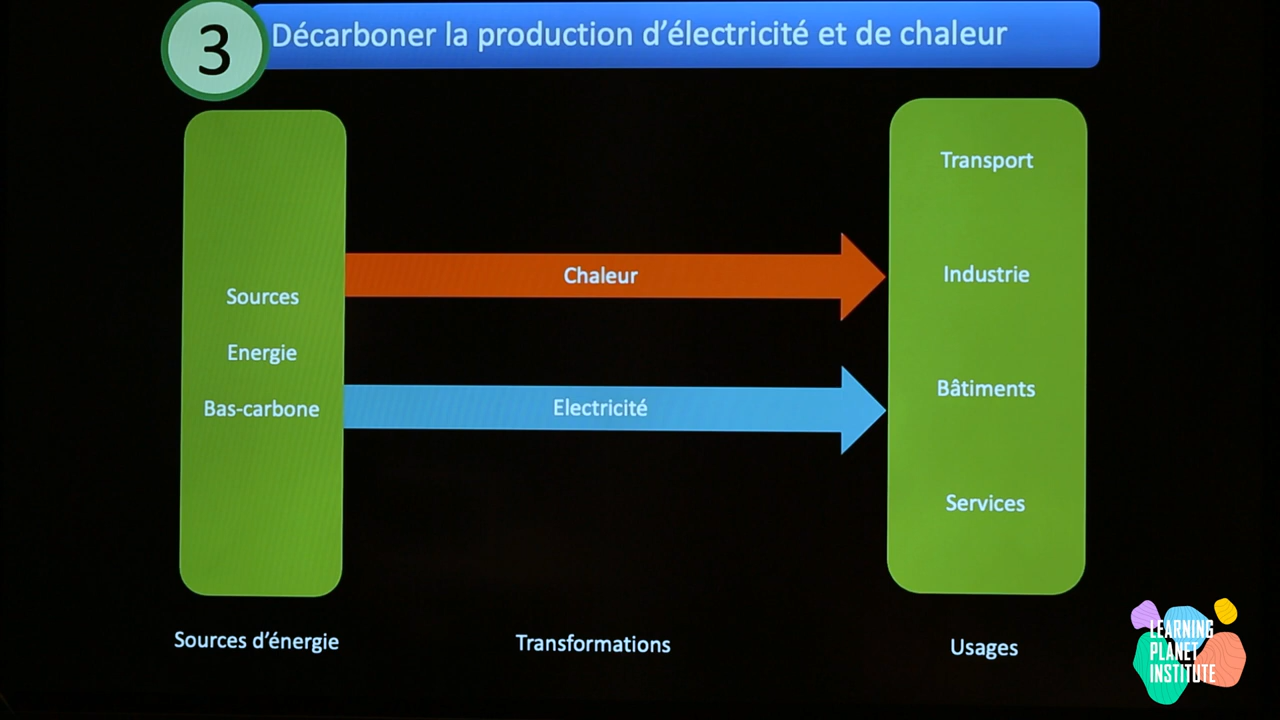 3
Décarboner la production d’électricité et de chaleur
Sources
Energie
Bas-carbone
Chaleur
Electricité
Transport
Industrie
Bâtiments
Services
Sources d’énergie
Transformations
Usages
LEARNING
PLANET
INSTITUTE